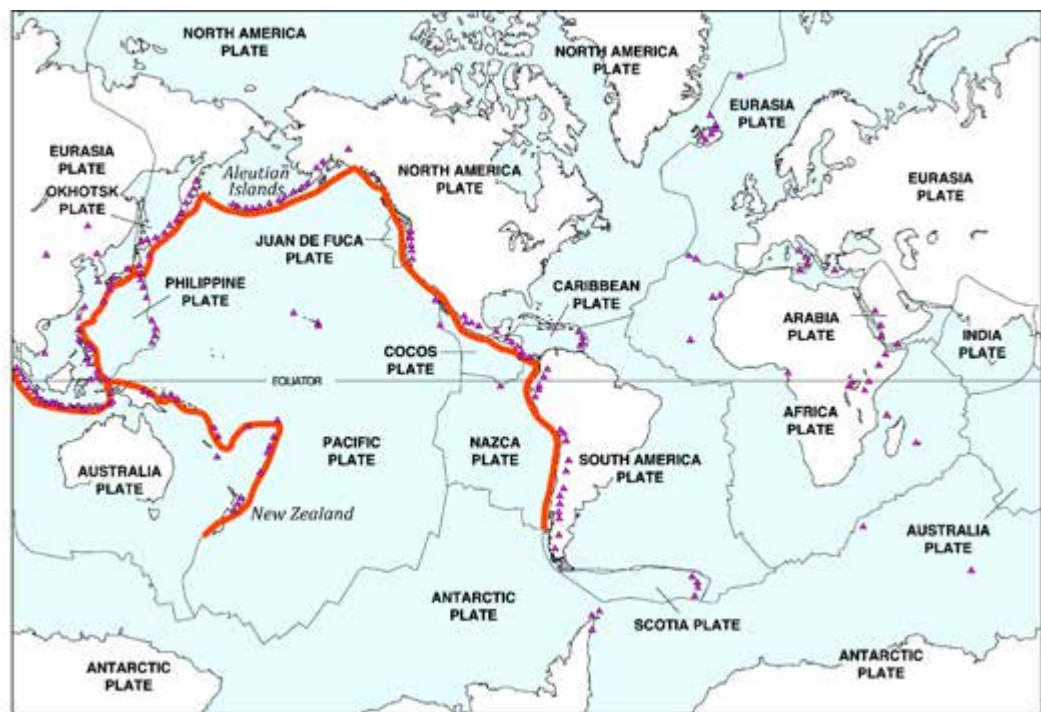 NORTH AMERICA
PLATE
NORTH AMERICA
PLATE
EURASIA
PLATE
EURASIA
PLATE
OKHOTSK
PLATE
Aleutian
Islands
NORTH AMERICA
PLATE
EURASIA
PLATE
JUAN DE FUCA
PLATE
PHILIPPINE
PLATE
CARIBBEAN
PLATE
ARABIA
PLATE
INDIA
PLATE
COCOS
PLATE
EQUATOR
AFRICA
PLATE
AUSTRALIA
PLATE
PACIFIC
PLATE
NAZCA
PLATE
SOUTH AMERICA
PLATE
New Zealand
AUSTRALIA
PLATE
ANTARCTIC
PLATE
SCOTIA PLATE
ANTARCTIC
PLATE
ANTARCTIC
PLATE